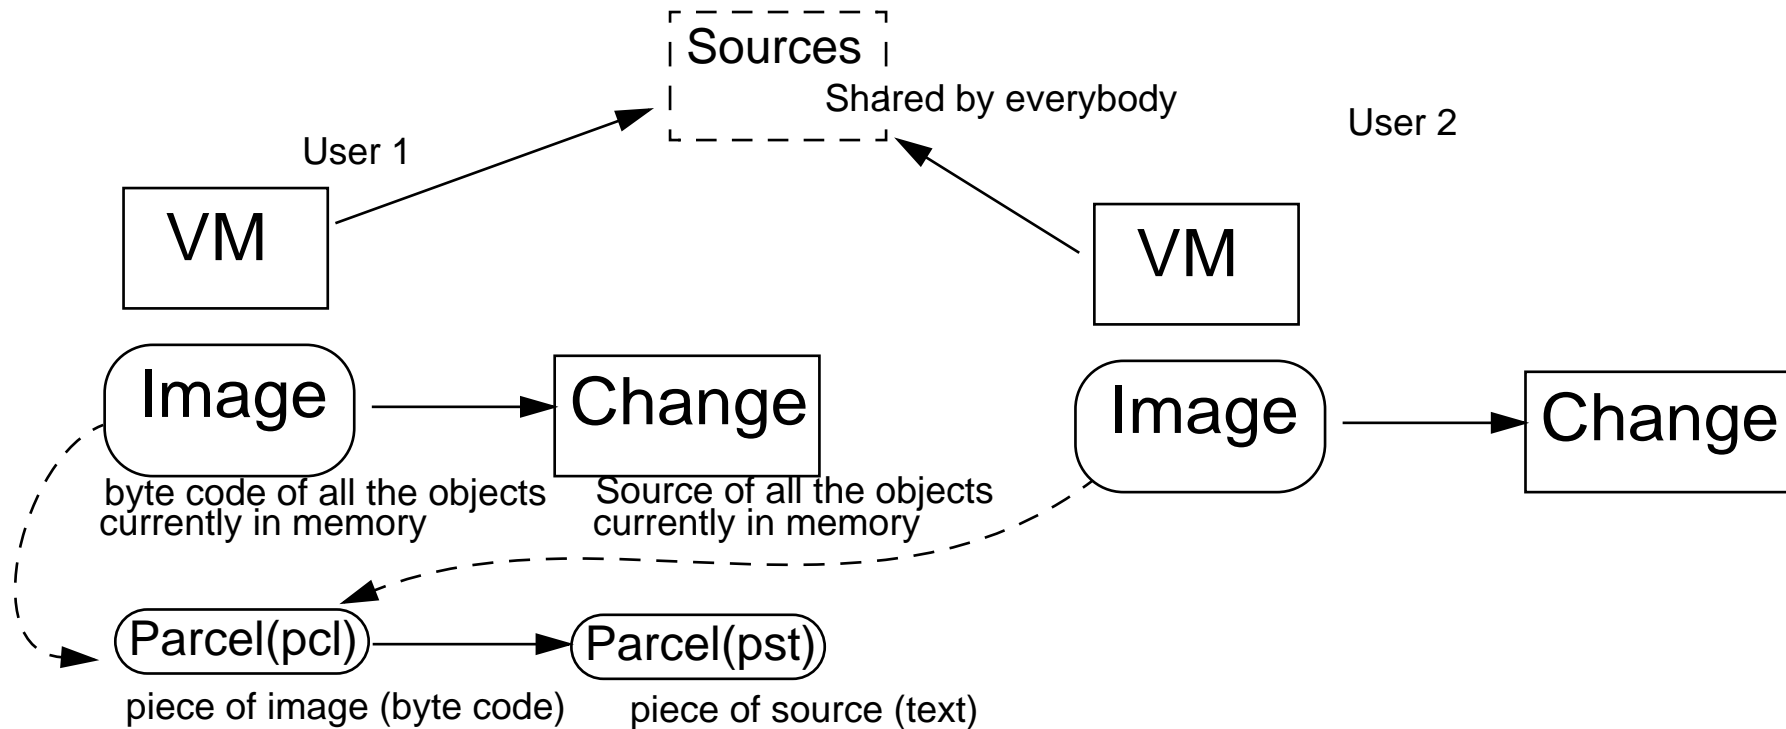 Sources
Shared by everybody
User 1
User 2
VM
VM
Image
Change
Image
Change
byte code of all the objects
currently in memory
Source of all the objects
currently in memory
Parcel(pcl)
Parcel(pst)
piece of image (byte code)
piece of source (text)